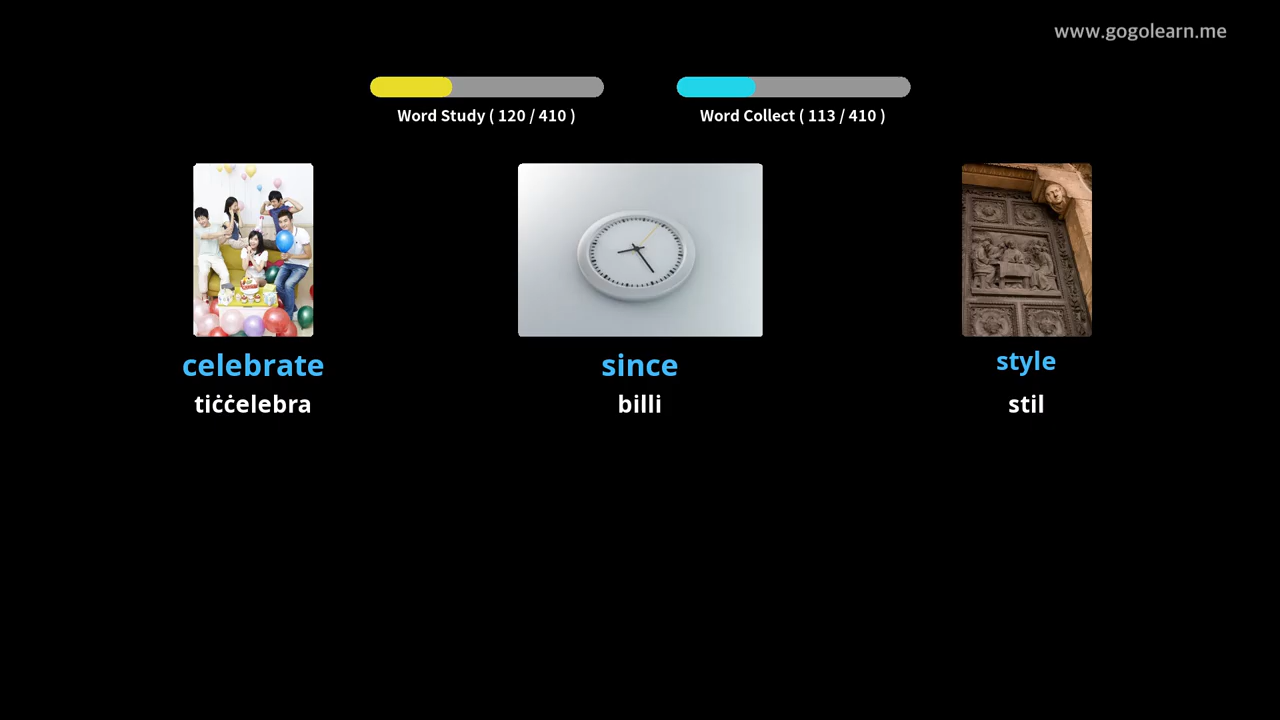 www.gogolearn.me
Word Study ( 120 / 410 )
Word Collect ( 113 / 410 )
celebrate
tiċċelebra
since
billi
style
stil